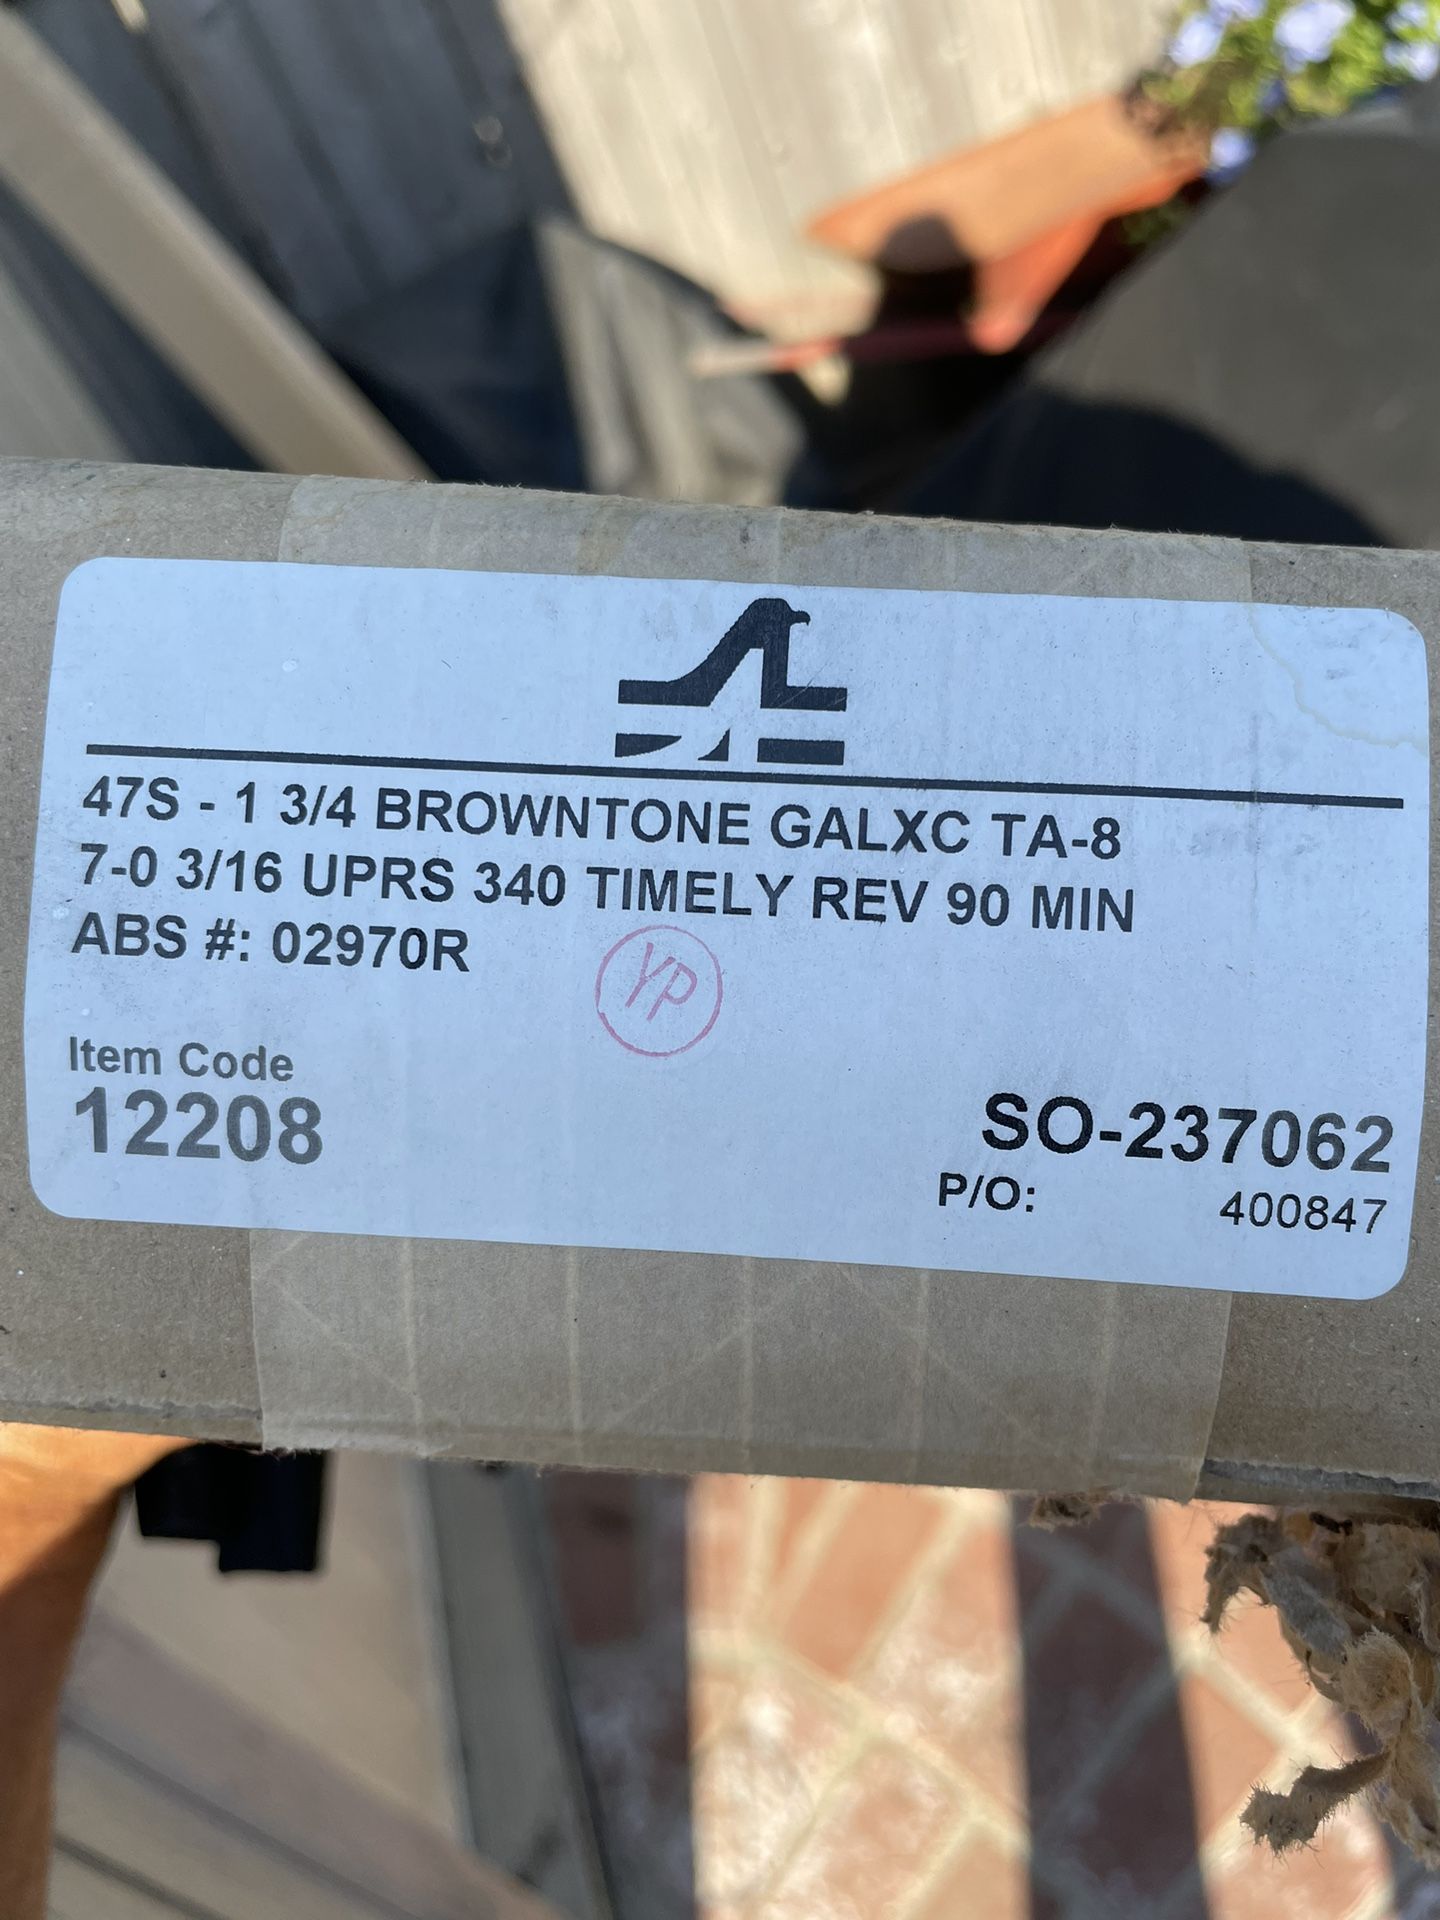 47S - 1 3/4 BROWNTONE GALXC TA-8
7-0 3/16 UPRS 340 TIMELY REV 90 MIN
ABS #: 02970R
YP
Item Code
12208
SO-237062
P/O: 400847